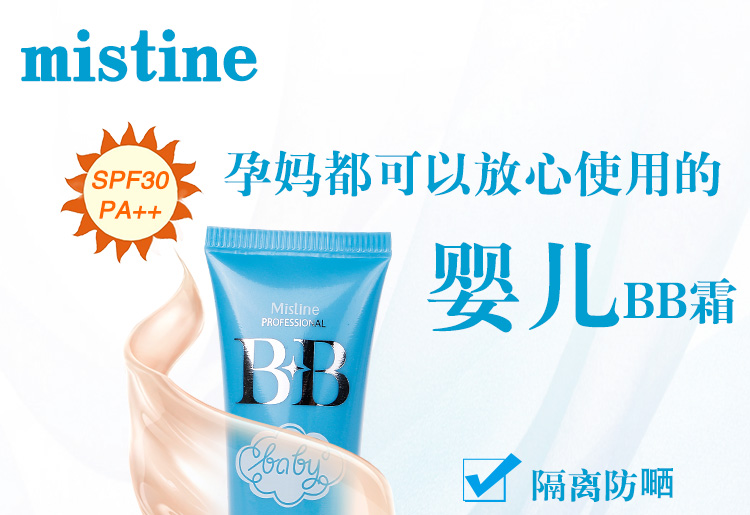 mistine
SPF30
PA++
孕妈都可以放心使用的
婴儿BB霜
Mistine
PROFESSIONAL
BB
baby
隔离防嗮